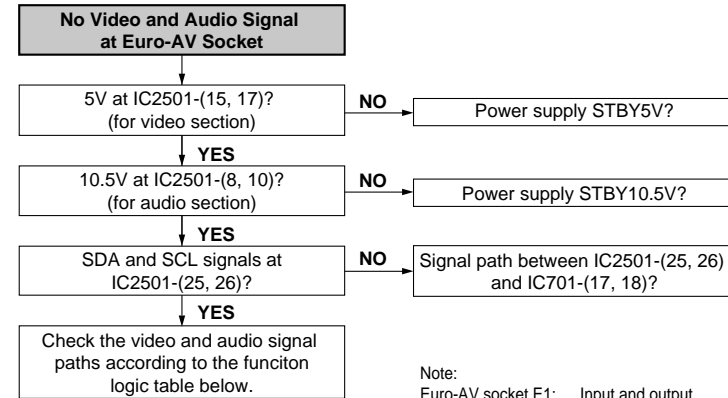 No Video and Audio Signal
at Euro-AV Socket
5V at IC2501-(15, 17)?
(for video section)
NO
Power supply STBY5V?
YES
10.5V at IC2501-(8, 10)?
(for audio section)
NO
Power supply STBY10.5V?
YES
SDA and SCL signals at
IC2501-(25, 26)?
NO
Signal path between IC2501-(25, 26)
and IC701-(17, 18)?
YES
Check the video and audio signal
paths according to the funciton
logic table below.
Note:
Euro-AV socket E1: Input and output